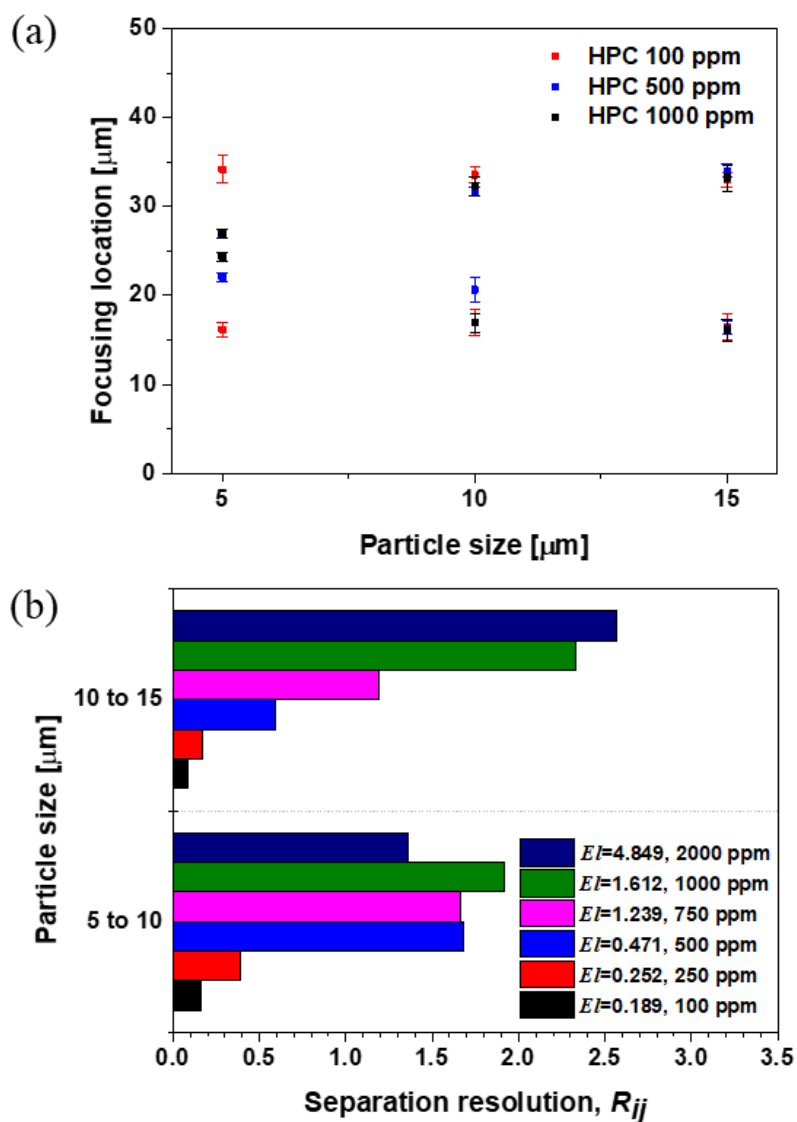 (a)
50
40
30
20
10
0
Focusing location [μm]
HPC 100 ppm
HPC 500 ppm
HPC 1000 ppm
5
10
15
Particle size [μm]
(b)
Particle size [μm]
10 to 15
5 to 10
El=4.849, 2000 ppm
El=1.612, 1000 ppm
El=1.239, 750 ppm
El=0.471, 500 ppm
El=0.252, 250 ppm
El=0.189, 100 ppm
0.0
0.5
1.0
1.5
2.0
2.5
3.0
3.5
Separation resolution, Rij